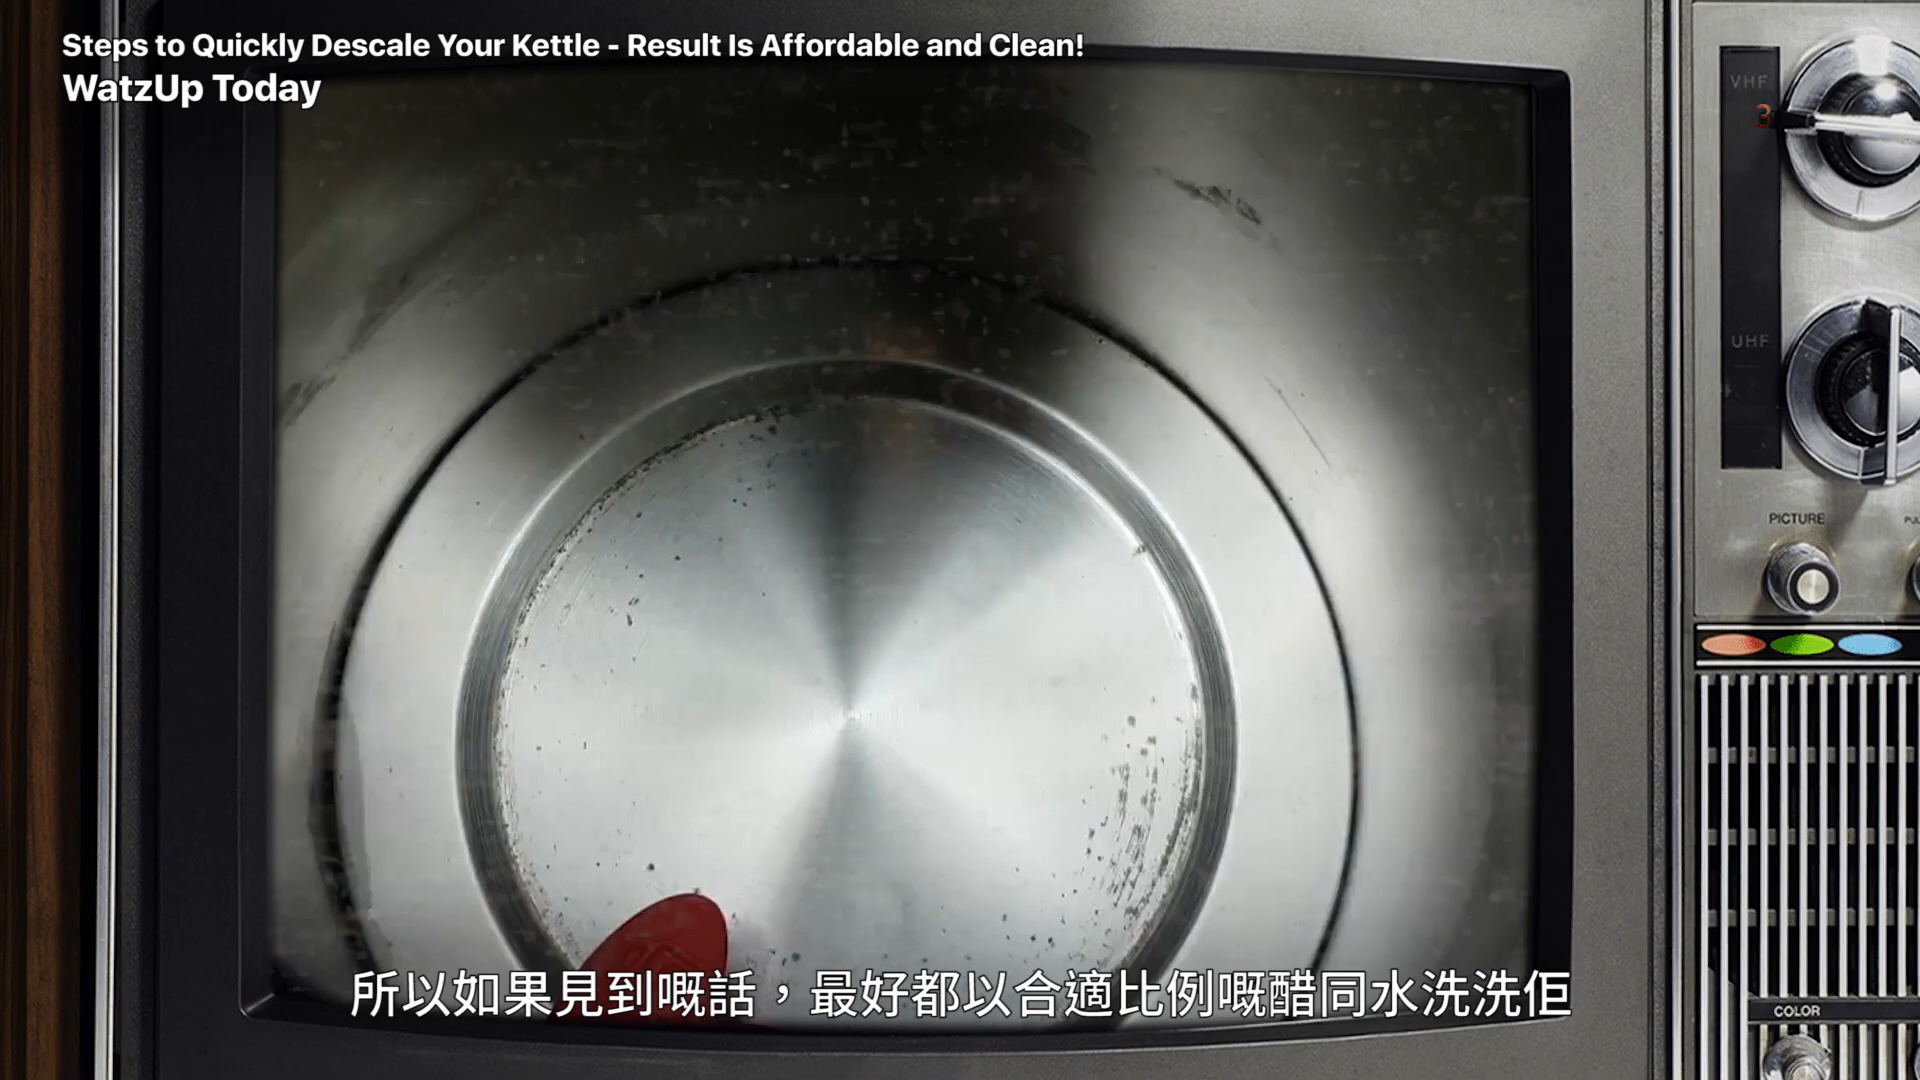 Steps to Quickly Descale Your Kettle - Result Is Affordable and Clean!
WatzUp Today
VHF
3
UHF
PICTURE
COLOR
所以如果見到嘅話，最好都以合適比例嘅醋同水洗洗佢